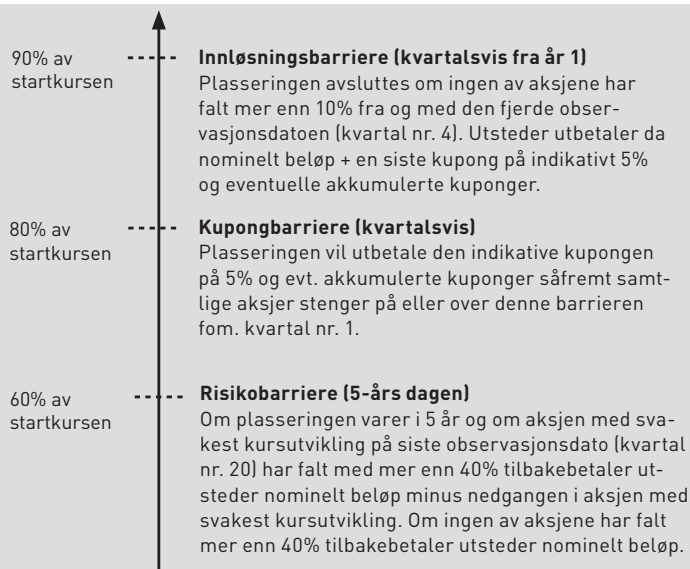 90% av
startkursen
Innløsningsbarriere (kvartalsvis fra år 1)
Plasseringen avsluttes om ingen av aksjene har
falt mer enn 10% fra og med den fjerde obser-
vasjonsdatoen (kvartal nr. 4). Utsteder utbetaler da
nominelt beløp + en siste kupong på indikativt 5%
og eventuelle akkumulerte kuponger.
80% av
startkursen
Kupongbarriere (kvartalsvis)
Plasseringen vil utbetale den indikative kupongen
på 5% og evt. akkumulerte kuponger såfremt samt-
lige aksjer stenger på eller over denne barrieren
fom. kvartal nr. 1.
60% av
startkursen
Risikobarriere (5-års dagen)
Om plasseringen varer i 5 år og om aksjen med sva-
kest kursutvikling på siste observasjonsdato (kvartal
nr. 20) har falt med mer enn 40% tilbakebetaler ut-
steder nominelt beløp minus nedgangen i aksjen med
svakest kursutvikling. Om ingen av aksjene har falt
mer enn 40% tilbakebetaler utsteder nominelt beløp.